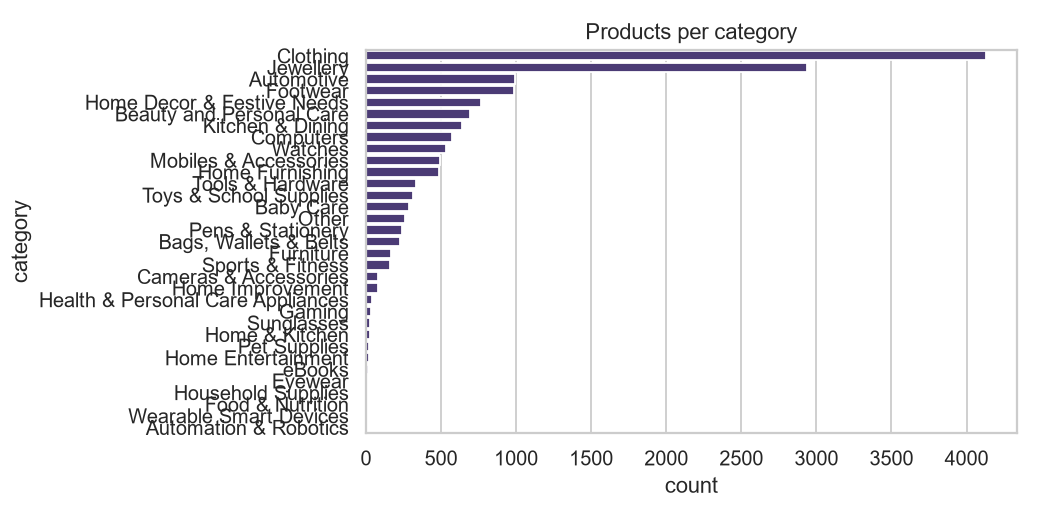 Products per category
Clothing
Jewellery
Automotive
Footwear
Home Decor & Festive Needs
Beauty and Personal Care
Kitchen & Dining
Computers
Watches
Mobiles & Accessories
Home Furnishing
Tools & Hardware
Toys & School Supplies
Baby Care
Other
Pens & Stationery
Bags, Wallets & Belts
Furniture
Sports & Fitness
Cameras & Accessories
Home Improvement
Health & Personal Care Appliances
Gaming
Sunglasses
Home & Kitchen
Pet Supplies
Home Entertainment
eBooks
Eyewear
Household Supplies
Food & Nutrition
Wearable Smart Devices
Automation & Robotics
category
0 500 1000 1500 2000 2500 3000 3500 4000
count